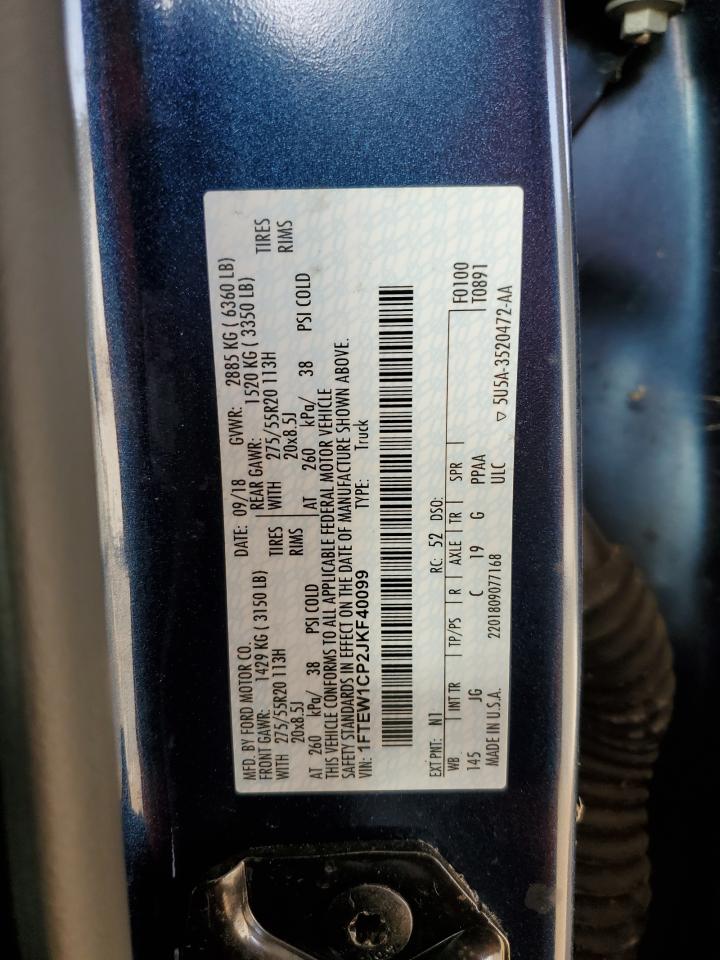 MFD. BY FORD MOTOR CO.
DATE: 09/18 GVWR: 2885 KG ( 6360 LB)
FRONT GAWR: 1429 KG ( 3150 LB)
REAR GAWR: 1520 KG ( 3350 LB)
WITH 275/55R20 113H TIRES
WITH 275/55R20 113H TIRES
20x8.5J RIMS
20x8.5J RIMS
AT 260 kPa/ 38 PSI COLD
AT 260 kPa/ 38 PSI COLD
THIS VEHICLE CONFORMS TO ALL APPLICABLE FEDERAL MOTOR VEHICLE
SAFETY STANDARDS IN EFFECT ON THE DATE OF MANUFACTURE SHOWN ABOVE.
VIN: 1FTEW1CP2JKF40099 TYPE: Truck
EXT PNT: N1 RC: 52 DSO:
WB INT TR TP/PS R AXLE TR SPR F0100
145 JG C 19 G PPAA T0891
2201809077168 ULC
MADE IN U.S.A. ▽ 5U5A-3520472-AA